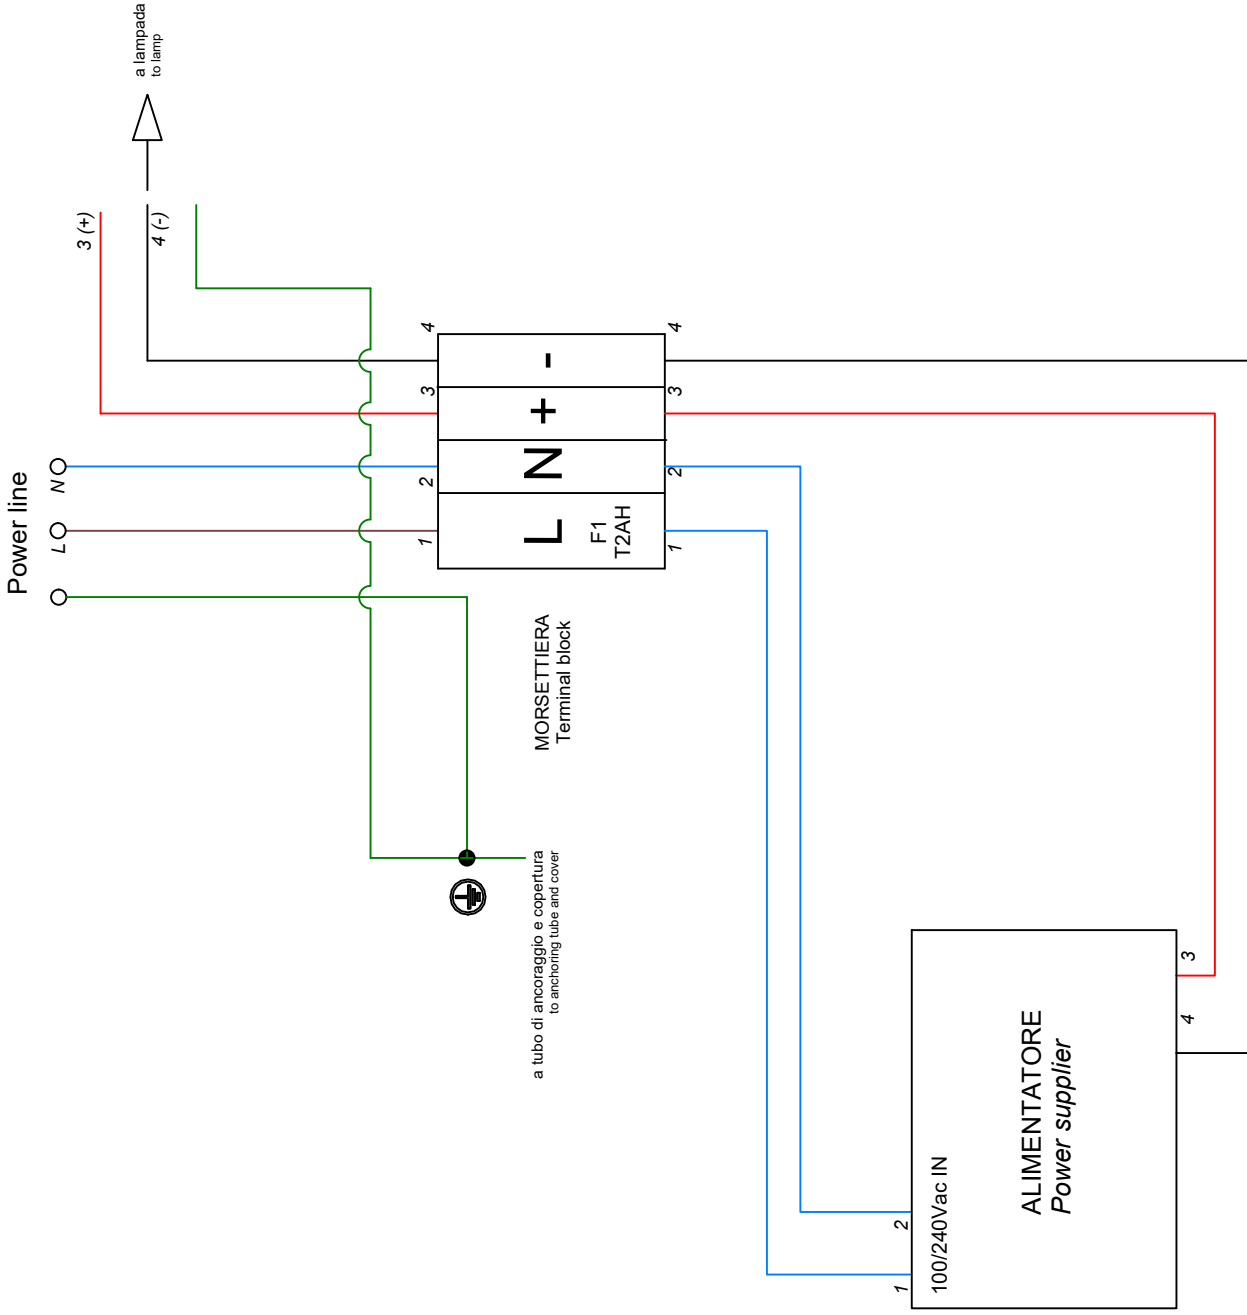 Power line
N
L
a lampada
to lamp
3 (+)
4 (-)
4
3
2
1
-
+
N
L
F1
T2AH
4
3
2
1
MORSETTIERA
Terminal block
a tubo di ancoraggio e copertura
to anchoring tube and cover
ALIMENTATORE
Power supplier
100/240Vac IN
1
2
3
4